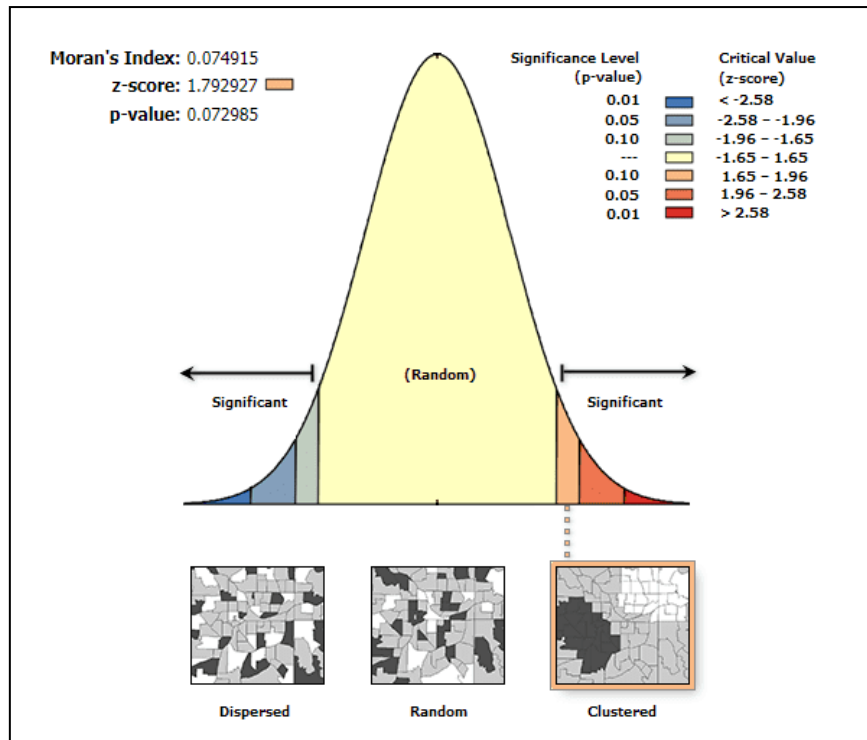 Moran's Index: 0.074915
z-score: 1.792927
p-value: 0.072985
Significance Level Critical Value
(p-value) (z-score)
0.01 < -2.58
0.05 -2.58 – -1.96
0.10 -1.96 – -1.65
--- -1.65 – 1.65
0.10 1.65 – 1.96
0.05 1.96 – 2.58
0.01 > 2.58
(Random)
Significant Significant
Dispersed Random Clustered